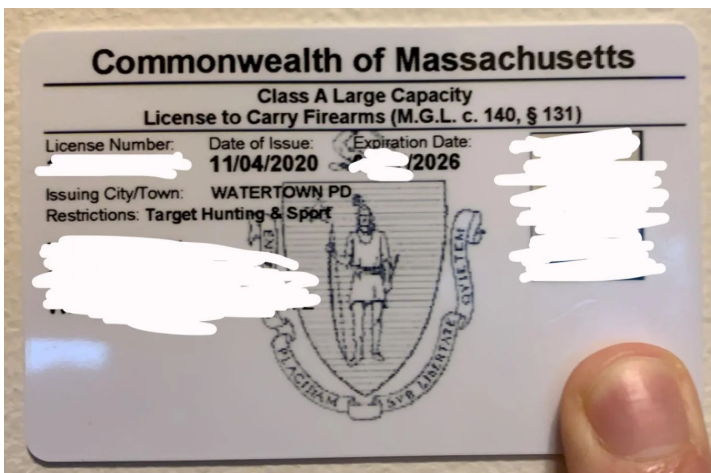 Commonwealth of Massachusetts
Class A Large Capacity
License to Carry Firearms (M.G.L. c. 140, § 131)
License Number: Date of Issue: Expiration Date:
11/04/2020 /2026
Issuing City/Town: WATERTOWN PD
Restrictions: Target Hunting & Sport
EN
PLACIDAM SVB LIBERTATE QVIETEM